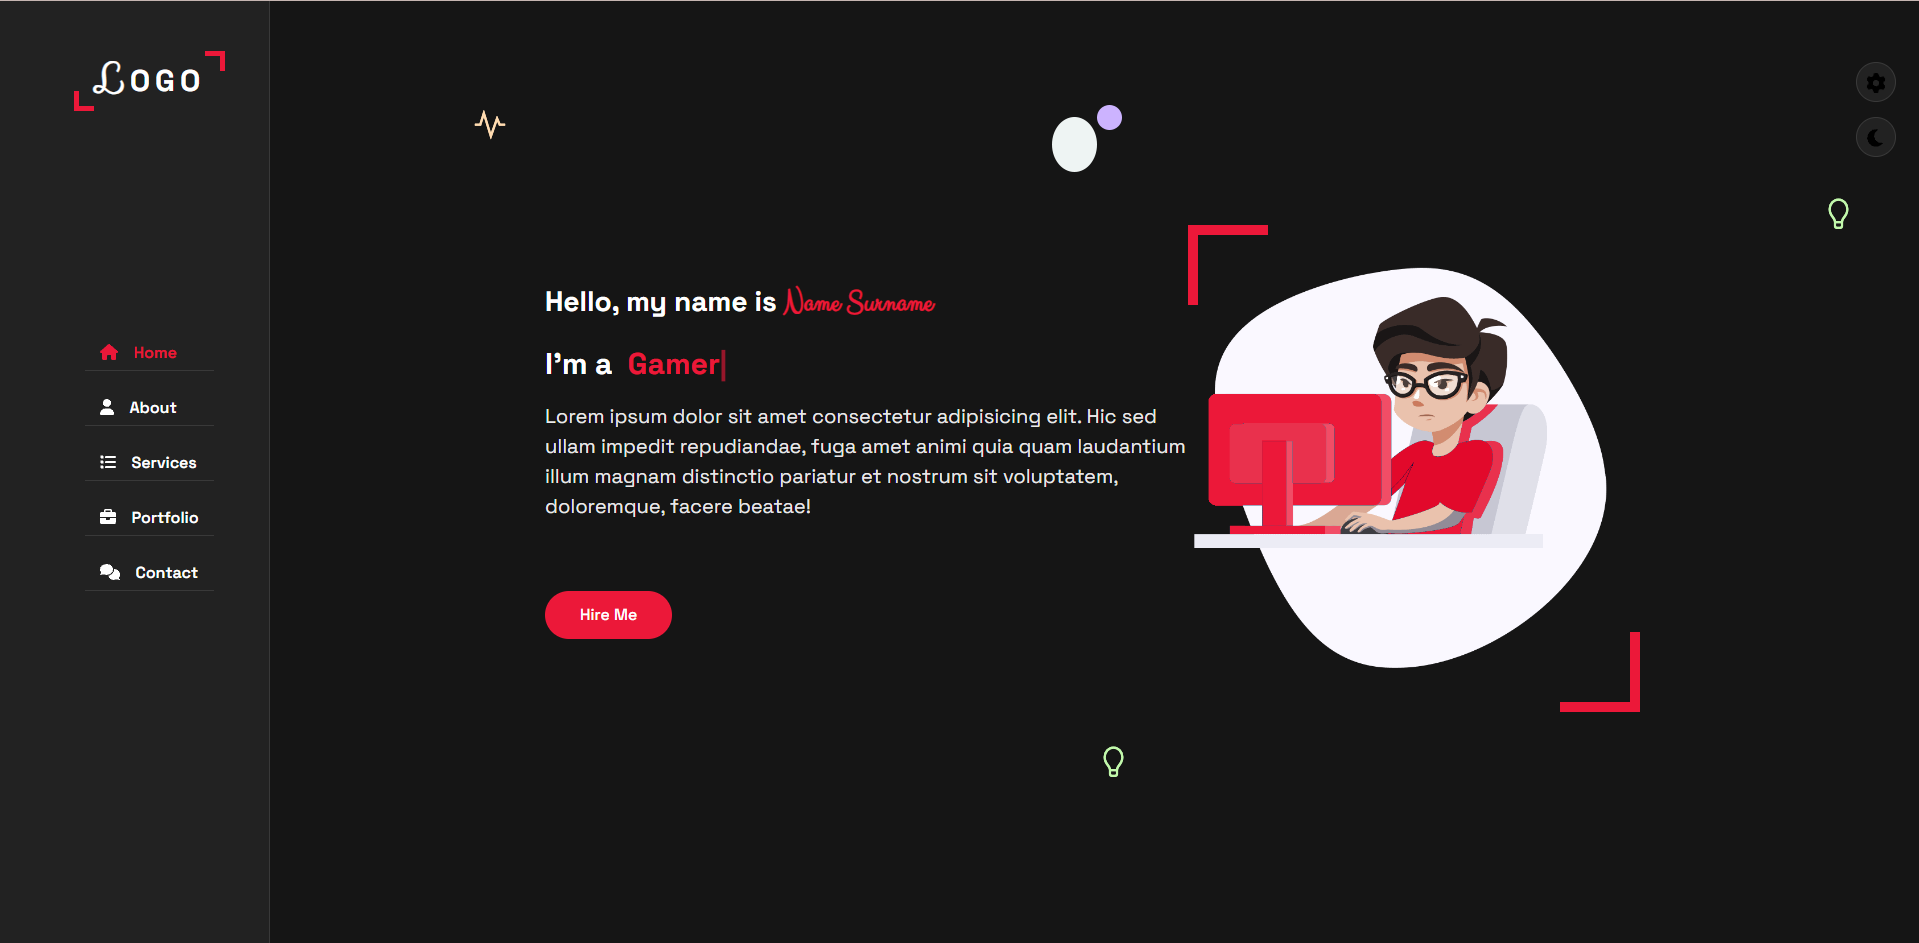 LOGO
Home
About
Services
Portfolio
Contact
Hello, my name is Name Surname
I'm a Gamer
Lorem ipsum dolor sit amet consectetur adipisicing elit. Hic sed
ullam impedit repudiandae, fuga amet animi quia quam laudantium
illum magnam distinctio pariatur et nostrum sit voluptatem,
doloremque, facere beatae!
Hire Me